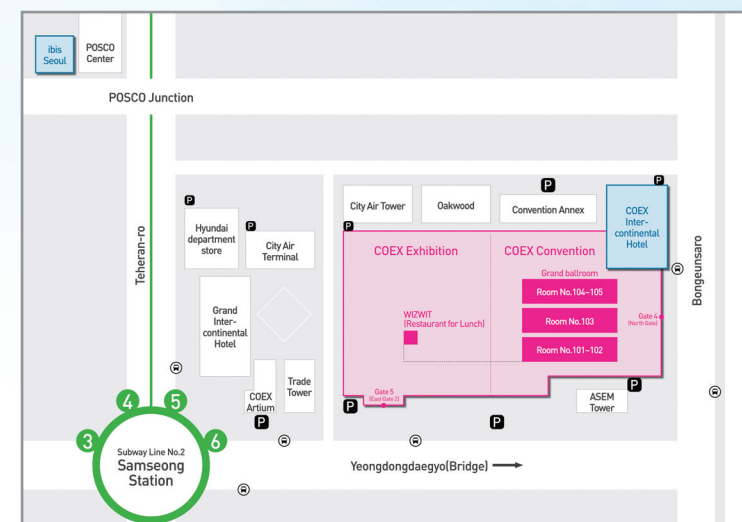 ibis
Seoul
POSCO
Center
POSCO Junction
Teheran-ro
P
Hyundai
department
store
P
City Air
Terminal
Grand
Inter-
continental
Hotel
COEX
Artium
P
Trade
Tower
P
City Air Tower
Oakwood
P
Convention Annex
P
COEX
Inter-
continental
Hotel
COEX Exhibition
COEX Convention
Grand ballroom
Room No.104~105
Room No.103
Room No.101~102
WIZWIT
(Restaurant for Lunch)
Gate 4
(North Gate)
Gate 5
(East Gate 2)
P
P
P
ASEM
Tower
Bongeunsaro
3
4
5
6
Subway Line No.2
Samseong
Station
Yeongdongdaegyo(Bridge)